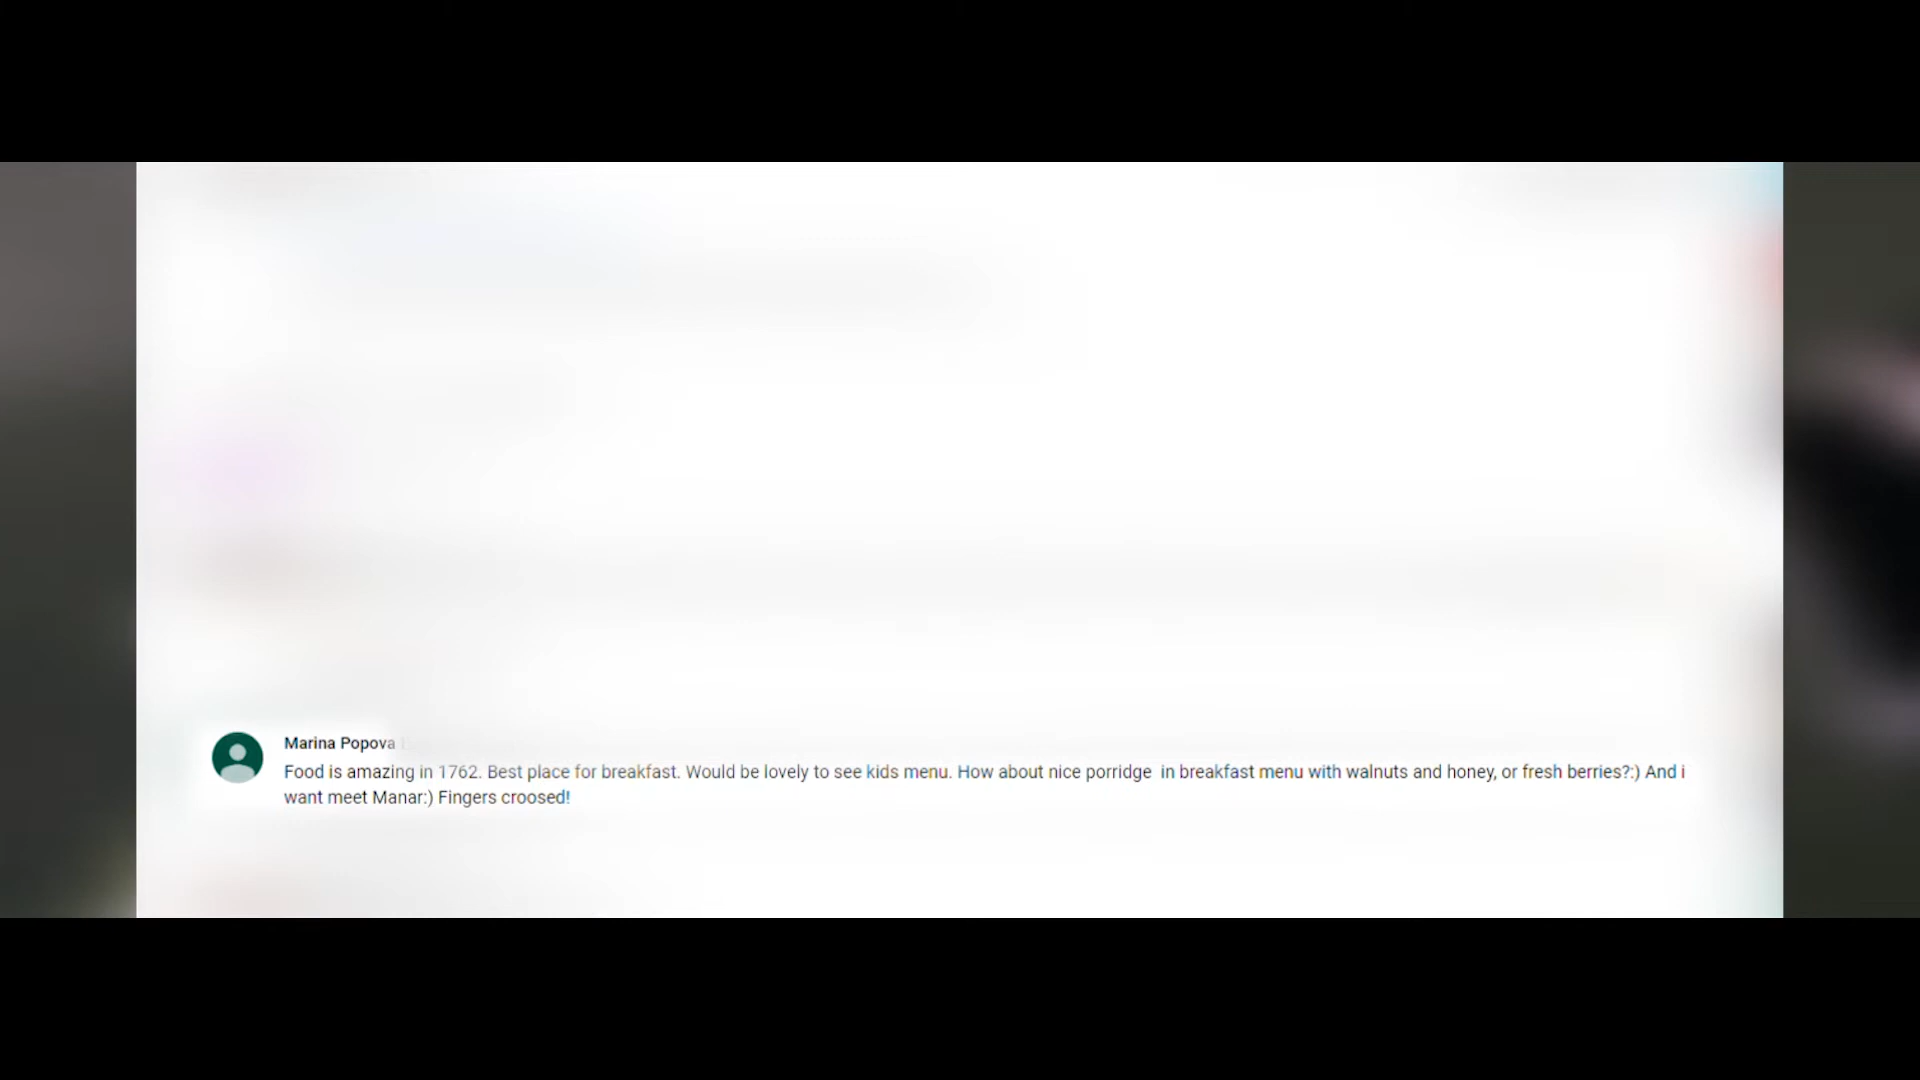 Marina Popova
Food is amazing in 1762. Best place for breakfast. Would be lovely to see kids menu. How about nice porridge  in breakfast menu with walnuts and honey, or fresh berries?:) And i
want meet Manar:) Fingers croosed!